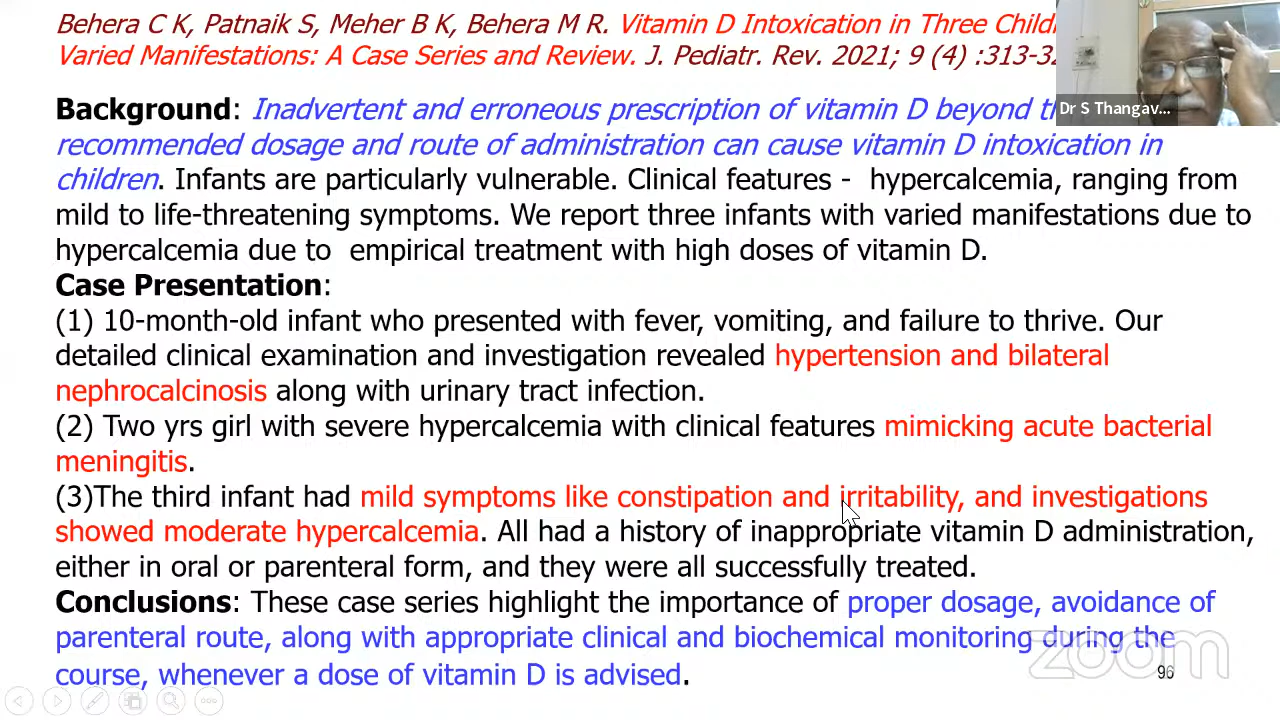 Behera C K, Patnaik S, Meher B K, Behera M R. Vitamin D Intoxication in Three Child
Varied Manifestations: A Case Series and Review. J. Pediatr. Rev. 2021; 9 (4) :313-32
Dr S Thangav...
Background: Inadvertent and erroneous prescription of vitamin D beyond
recommended dosage and route of administration can cause vitamin D intoxication in
children. Infants are particularly vulnerable. Clinical features - hypercalcemia, ranging from
mild to life-threatening symptoms. We report three infants with varied manifestations due to
hypercalcemia due to empirical treatment with high doses of vitamin D.
Case Presentation:
(1) 10-month-old infant who presented with fever, vomiting, and failure to thrive. Our
detailed clinical examination and investigation revealed hypertension and bilateral
nephrocalcinosis along with urinary tract infection.
(2) Two yrs girl with severe hypercalcemia with clinical features mimicking acute bacterial
meningitis.
(3)The third infant had mild symptoms like constipation and irritability, and investigations
showed moderate hypercalcemia. All had a history of inappropriate vitamin D administration,
either in oral or parenteral form, and they were all successfully treated.
Conclusions: These case series highlight the importance of proper dosage, avoidance of
parenteral route, along with appropriate clinical and biochemical monitoring during the
course, whenever a dose of vitamin D is advised.
zoom
96